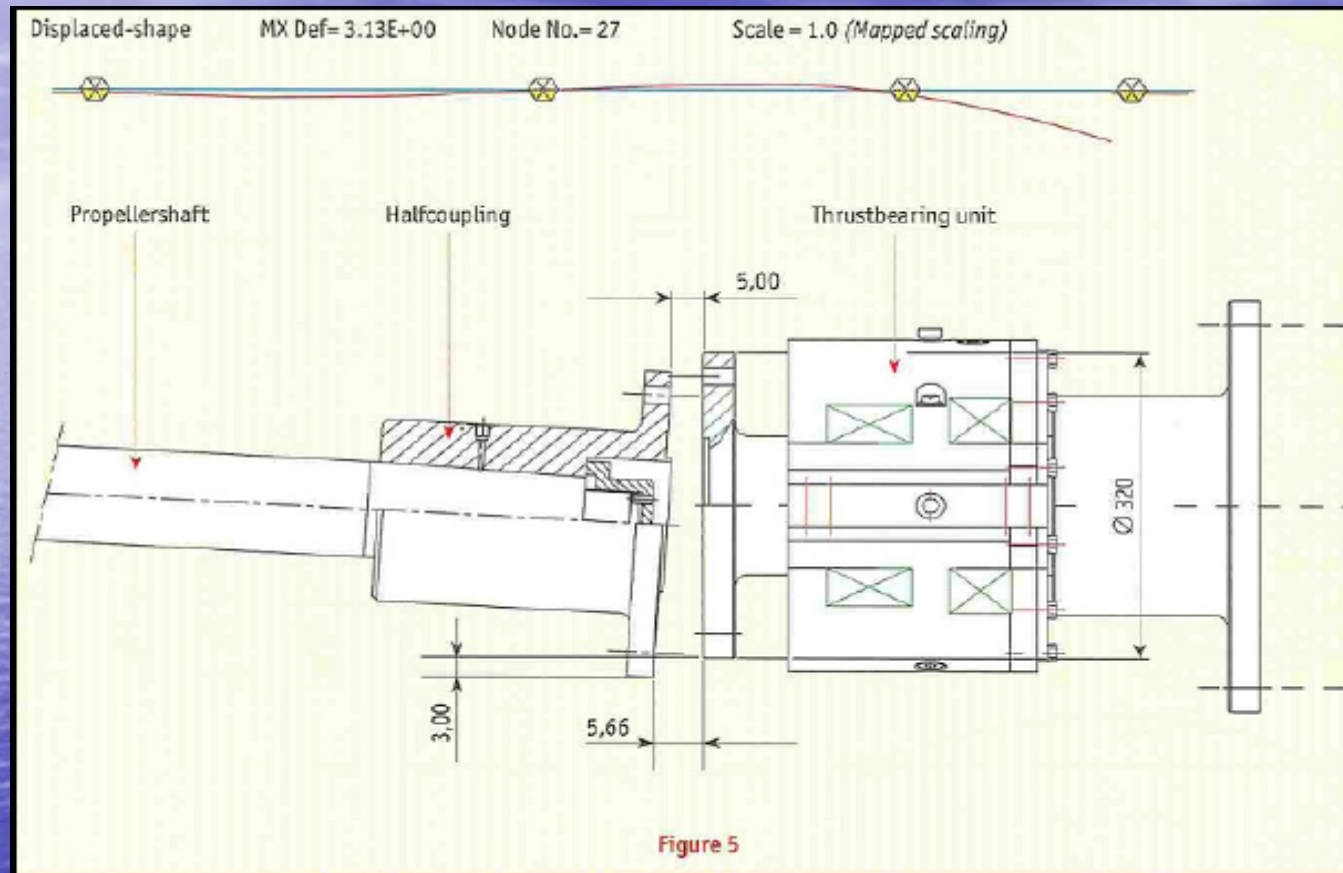 Displaced-shape MX Def= 3.13E+00 Node No.= 27 Scale = 1.0 (Mapped scaling)
Propellershaft Halfcoupling Thrustbearing unit
5,00
Ø 320
3,00
5,66
Figure 5